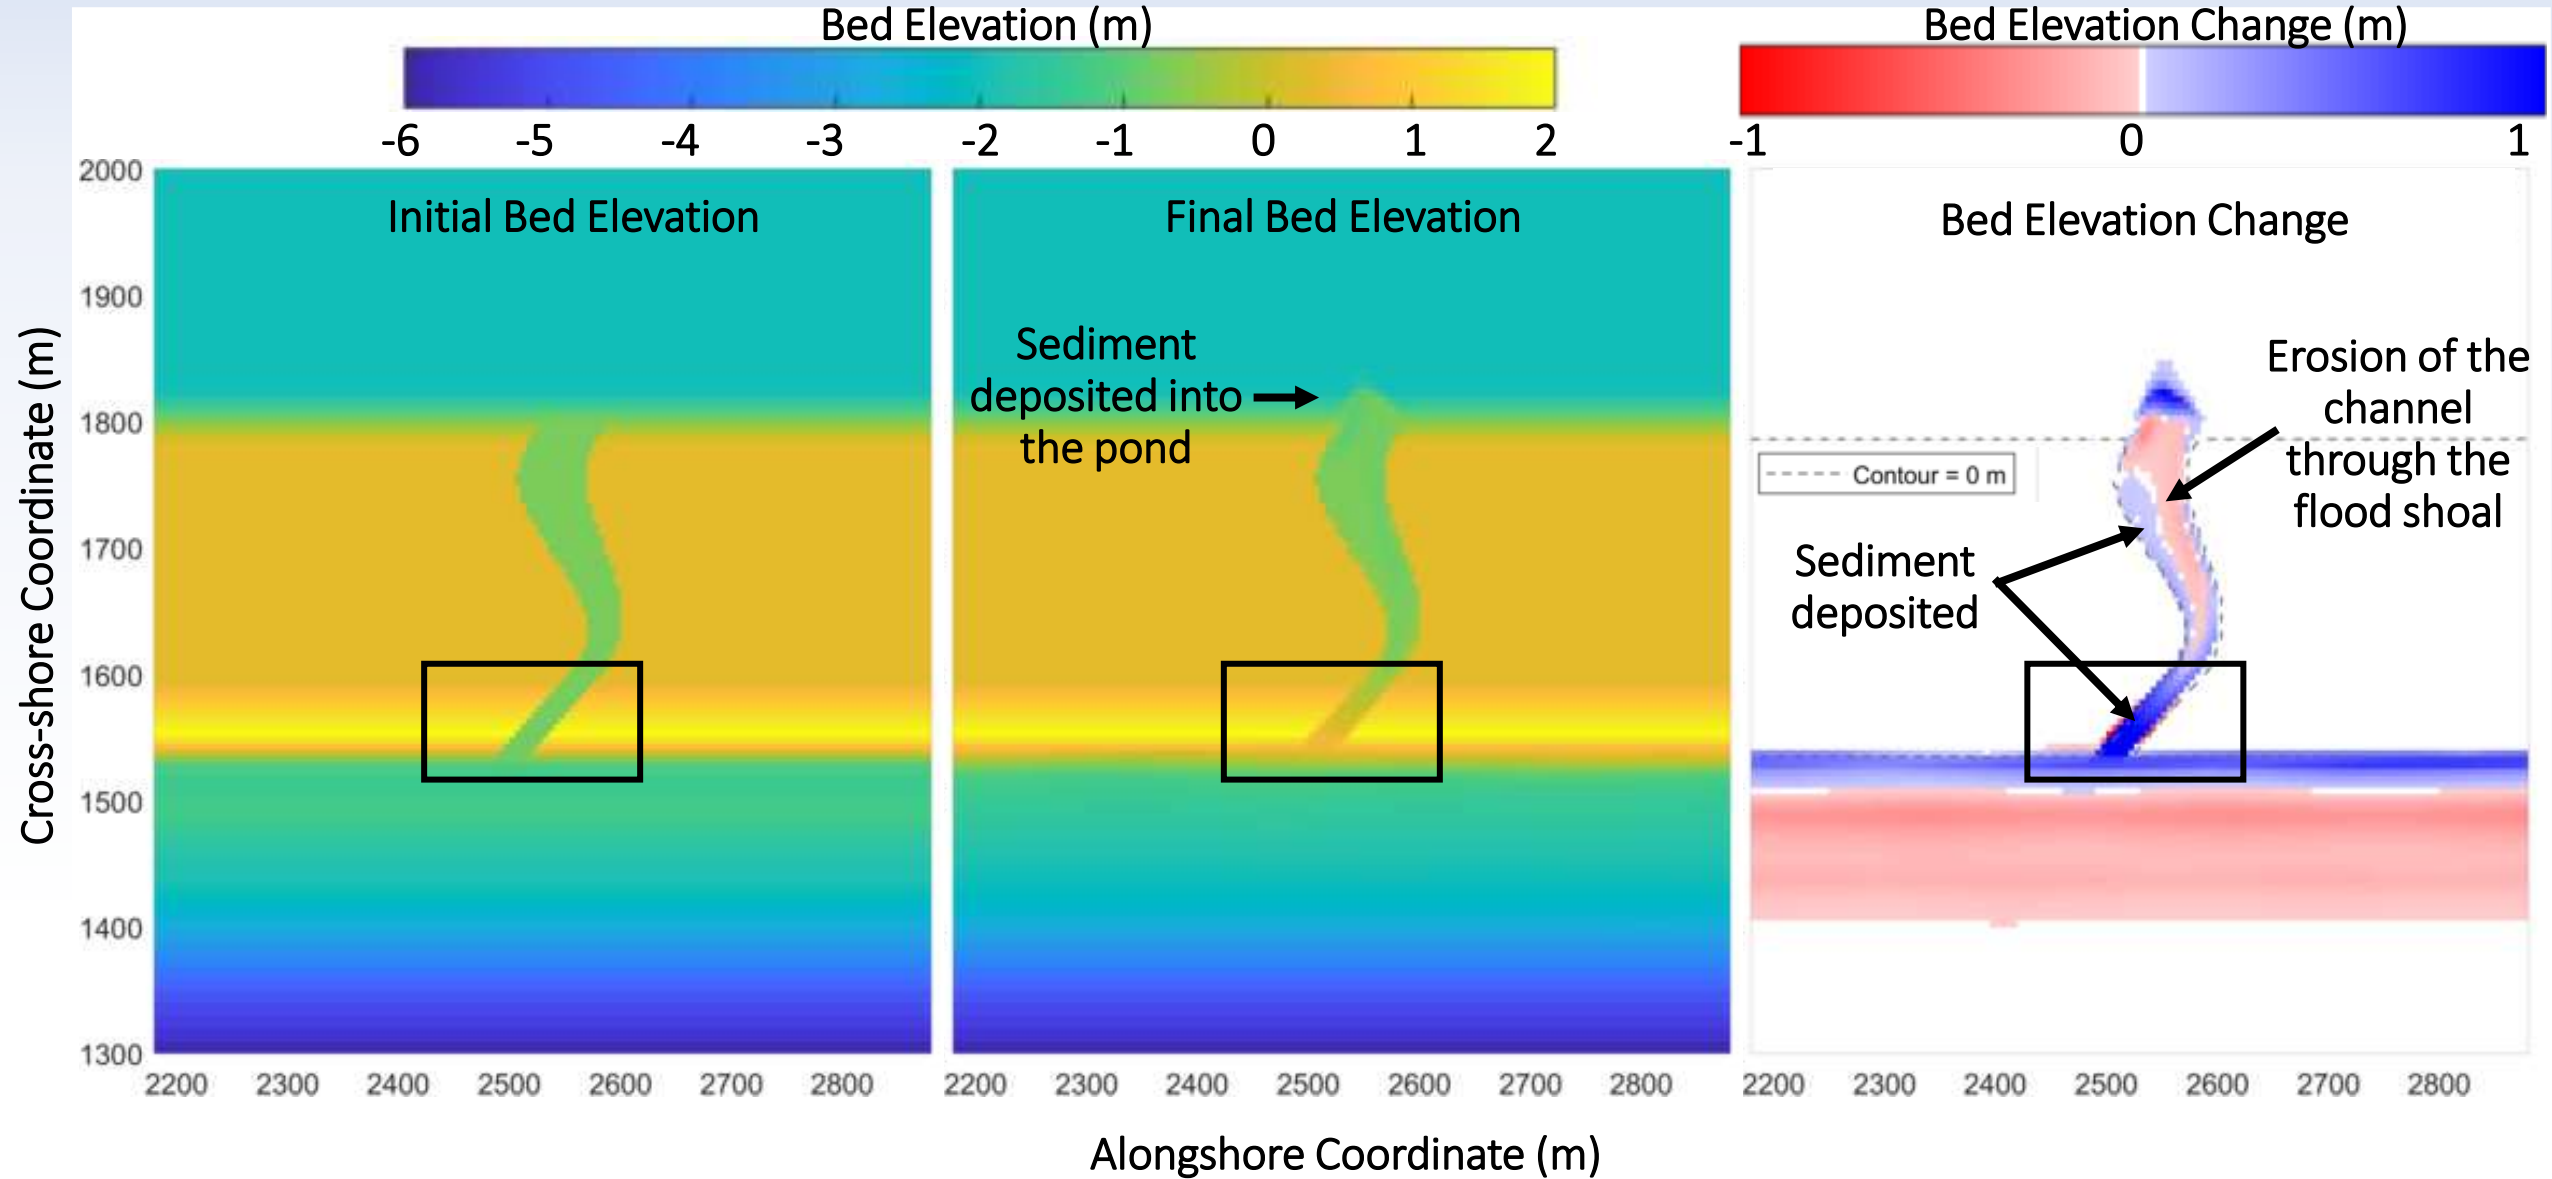 Bed Elevation (m)
-6 -5 -4 -3 -2 -1 0 1 2
Bed Elevation Change (m)
-1 0 1
Cross-shore Coordinate (m)
2000
1900
1800
1700
1600
1500
1400
1300
Initial Bed Elevation
2200 2300 2400 2500 2600 2700 2800
Final Bed Elevation
Sediment
deposited into
the pond
2200 2300 2400 2500 2600 2700 2800
Bed Elevation Change
Erosion of the
channel
through the
flood shoal
Contour = 0 m
Sediment
deposited
2200 2300 2400 2500 2600 2700 2800
Alongshore Coordinate (m)